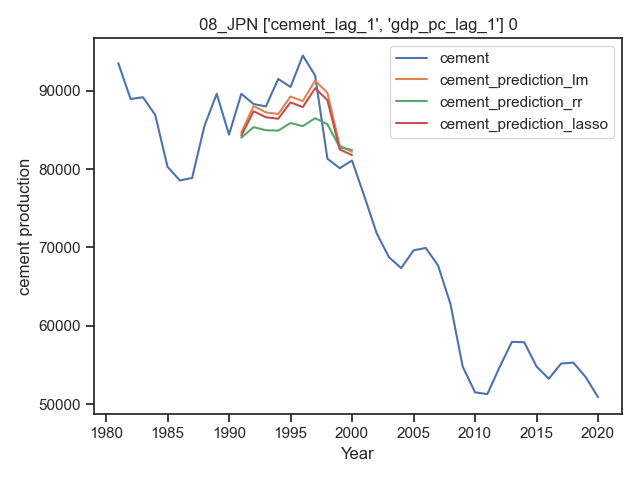 08_JPN ['cement_lag_1', 'gdp_pc_lag_1'] 0
cement
cement_prediction_lm
cement_prediction_rr
cement_prediction_lasso
cement production
90000
80000
70000
60000
50000
1980 1985 1990 1995 2000 2005 2010 2015 2020
Year